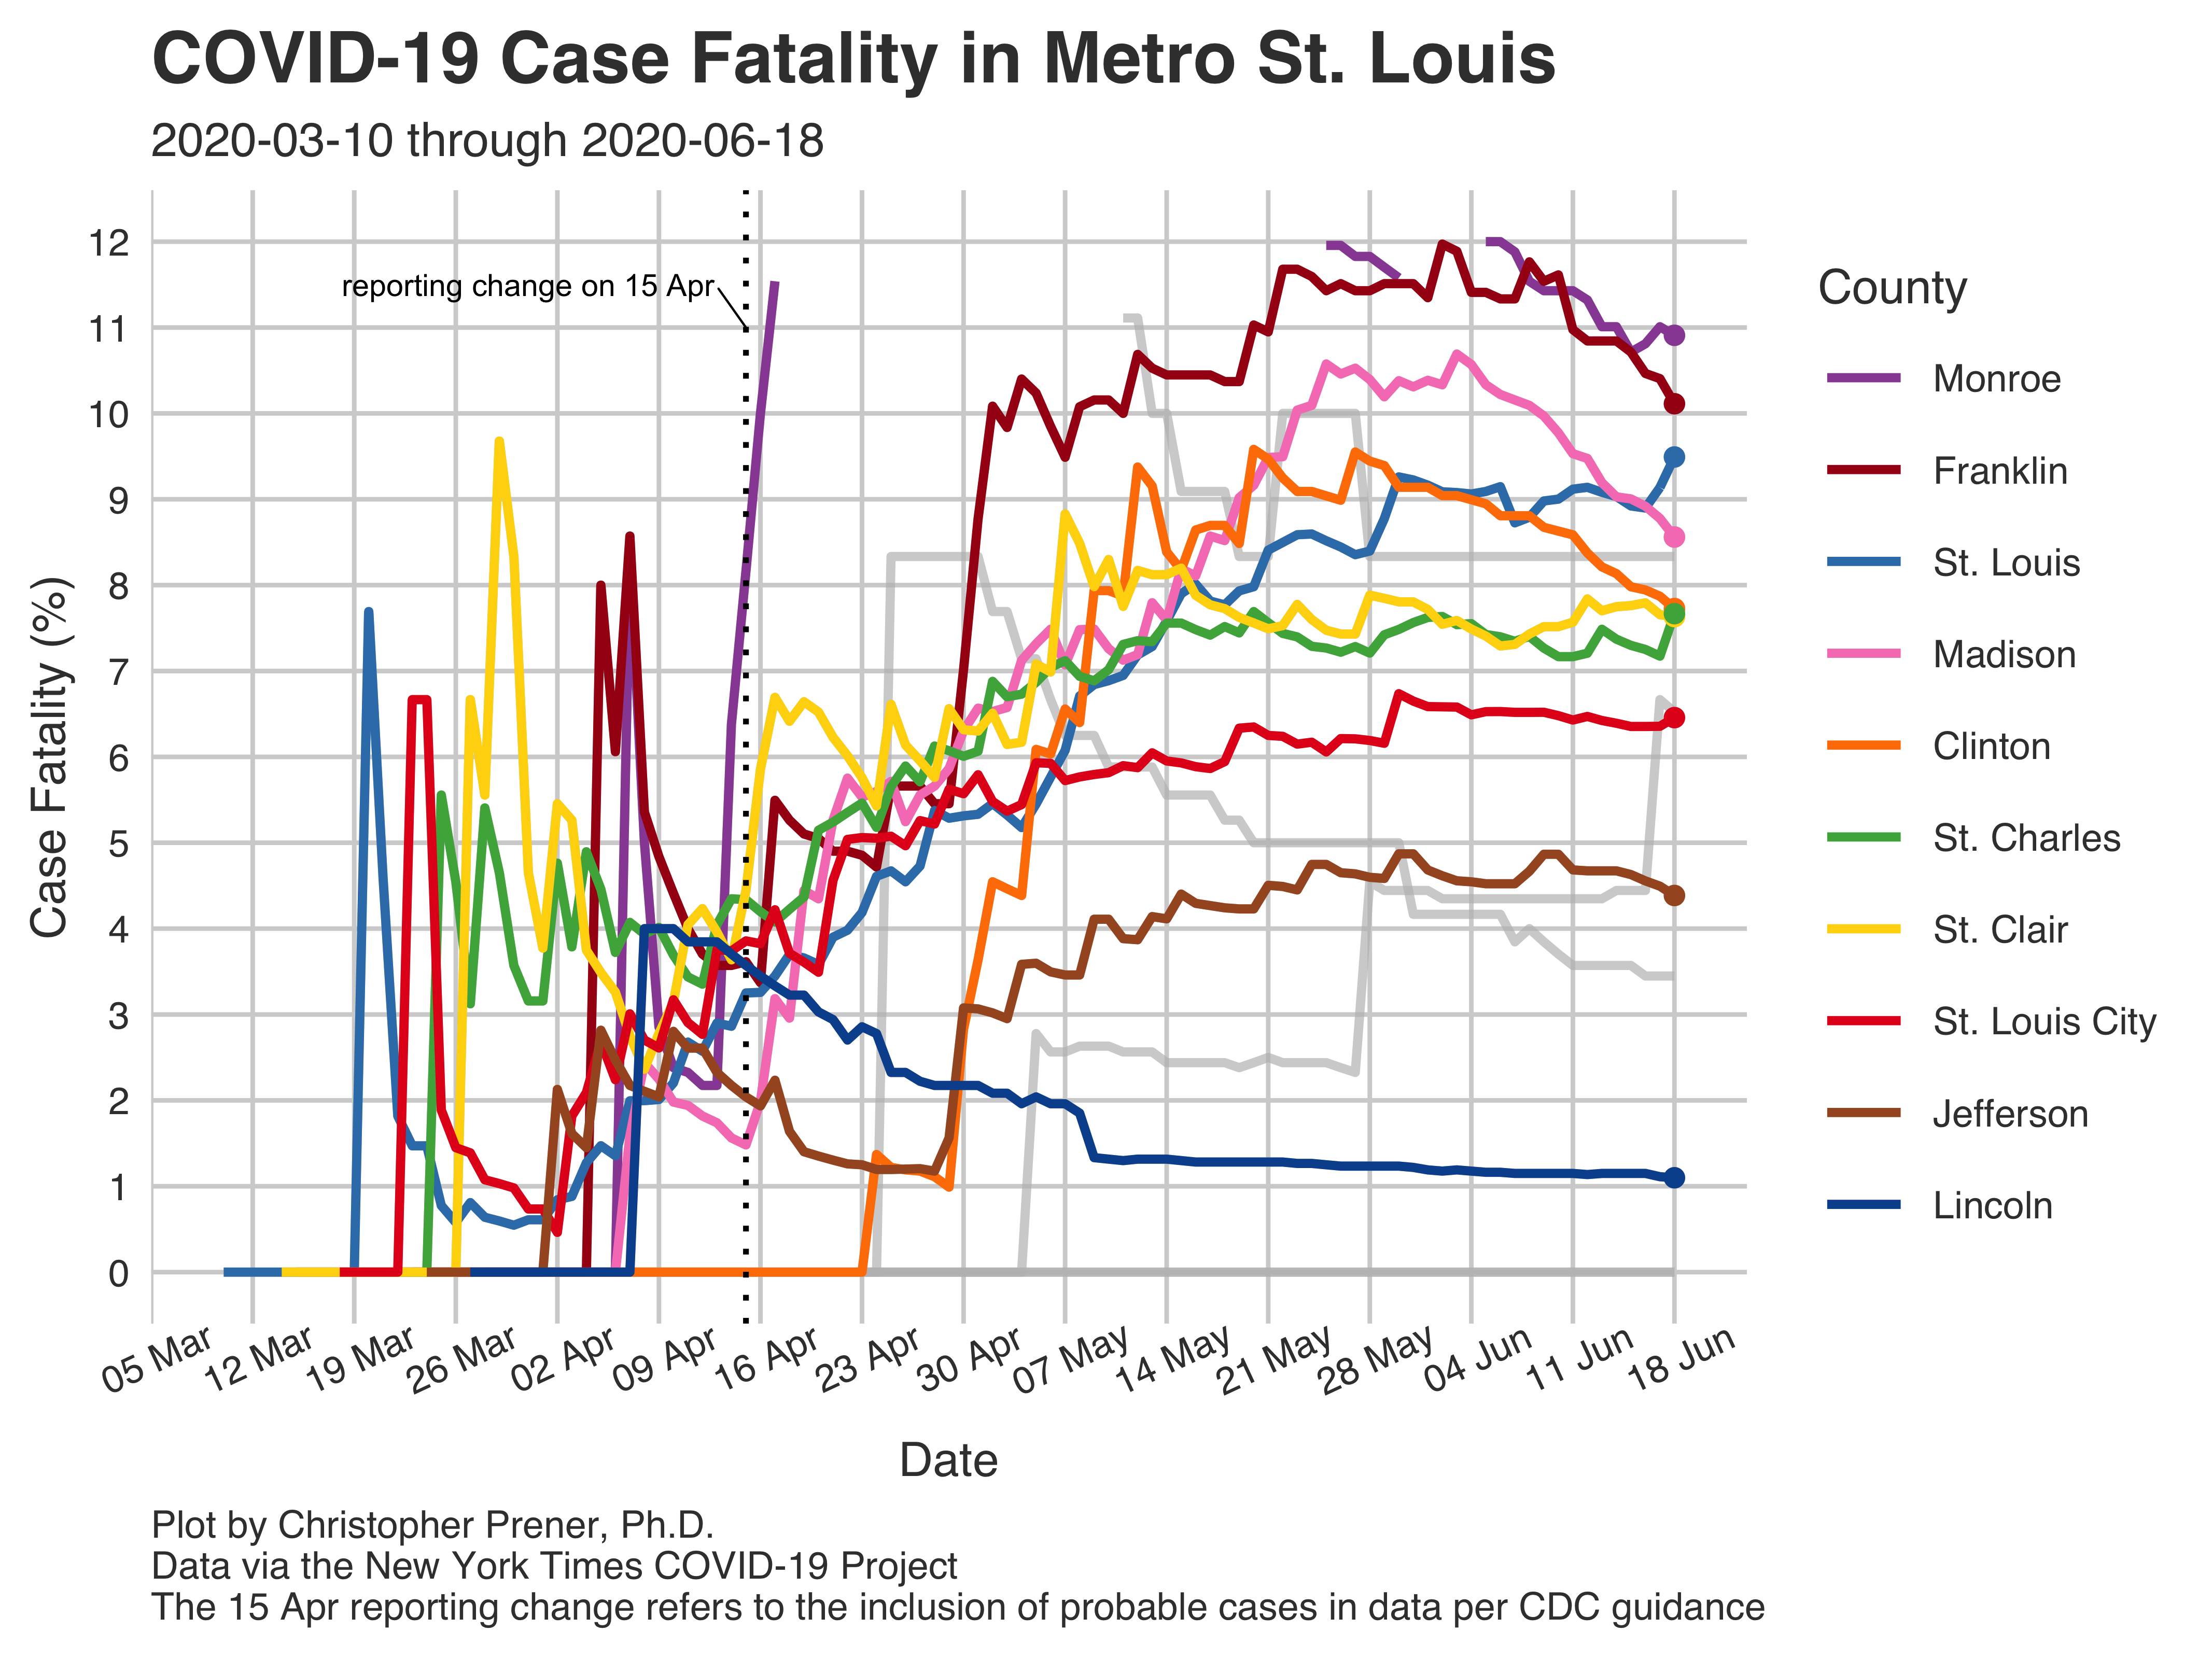 COVID-19 Case Fatality in Metro St. Louis
2020-03-10 through 2020-06-18
reporting change on 15 Apr
Case Fatality (%)
12
11
10
9
8
7
6
5
4
3
2
1
0
05 Mar
12 Mar
19 Mar
26 Mar
02 Apr
09 Apr
16 Apr
23 Apr
30 Apr
07 May
14 May
21 May
28 May
04 Jun
11 Jun
18 Jun
Date
County
Monroe
Franklin
St. Louis
Madison
Clinton
St. Charles
St. Clair
St. Louis City
Jefferson
Lincoln
Plot by Christopher Prener, Ph.D.
Data via the New York Times COVID-19 Project
The 15 Apr reporting change refers to the inclusion of probable cases in data per CDC guidance